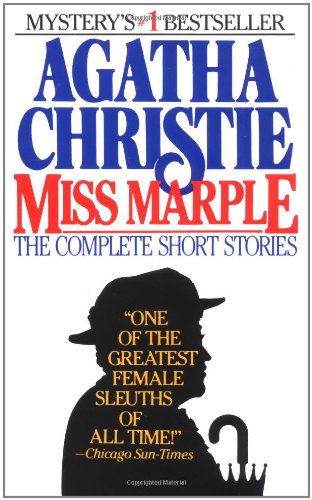 MYSTERY'S #1 BESTSELLER
AGATHA
CHRISTIE
MISS MARPLE
THE COMPLETE SHORT STORIES
"ONE
OF THE
GREATEST
FEMALE
SLEUTHS
OF
ALL TIME!"
—Chicago Sun-Times